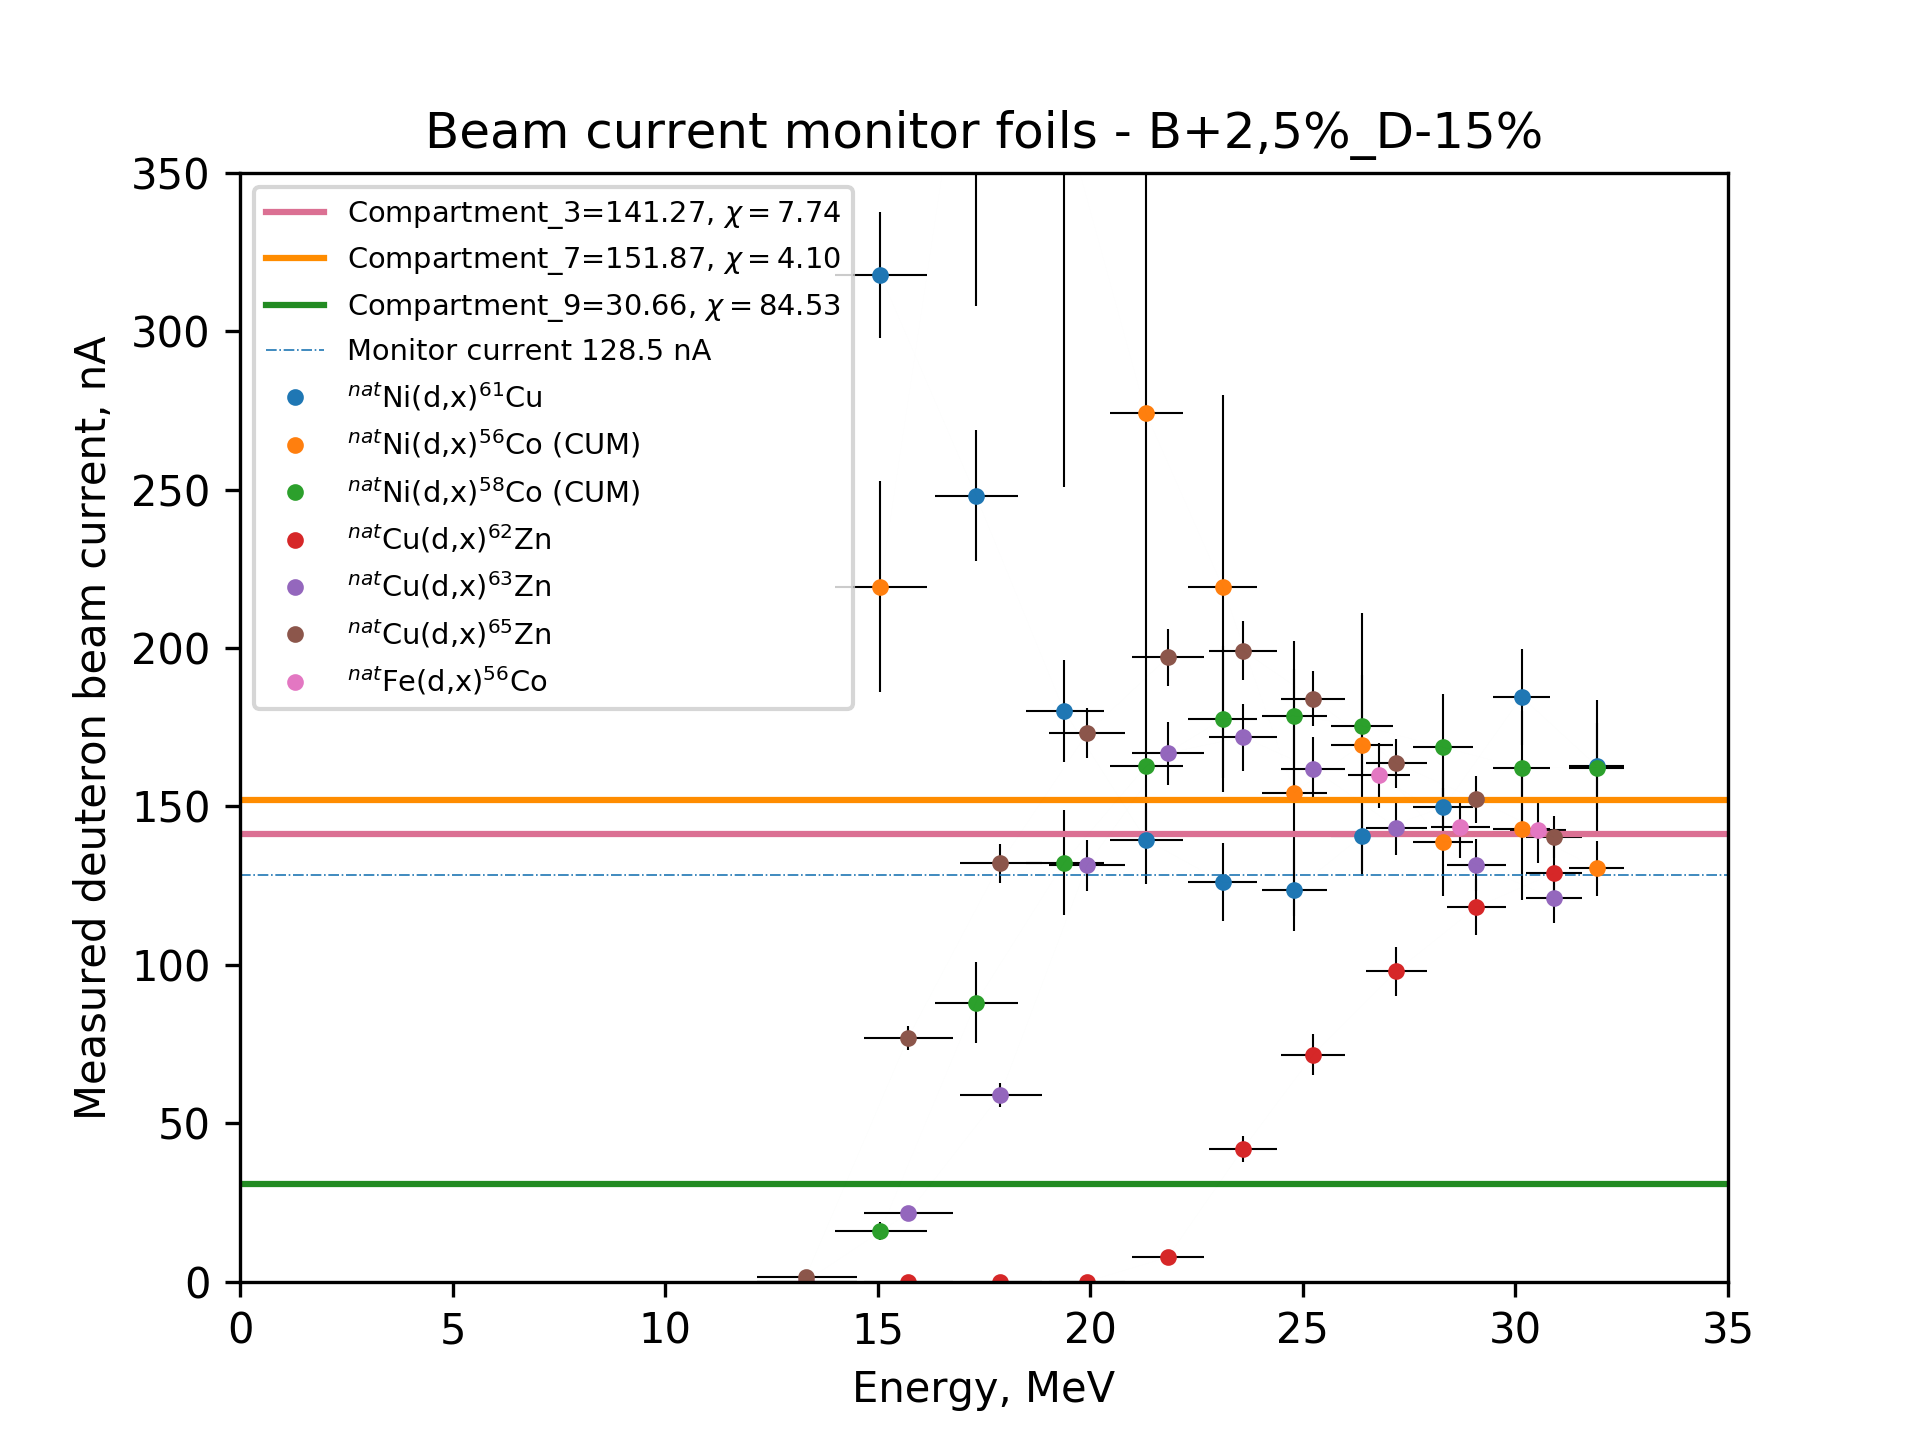 Beam current monitor foils - B+2,5%_D-15%
Measured deuteron beam current, nA
350
300
250
200
150
100
50
0
Compartment_3=141.27, χ = 7.74
Compartment_7=151.87, χ = 4.10
Compartment_9=30.66, χ = 84.53
Monitor current 128.5 nA
natNi(d,x)61Cu
natNi(d,x)56Co (CUM)
natNi(d,x)58Co (CUM)
natCu(d,x)62Zn
natCu(d,x)63Zn
natCu(d,x)65Zn
natFe(d,x)56Co
0 5 10 15 20 25 30 35
Energy, MeV